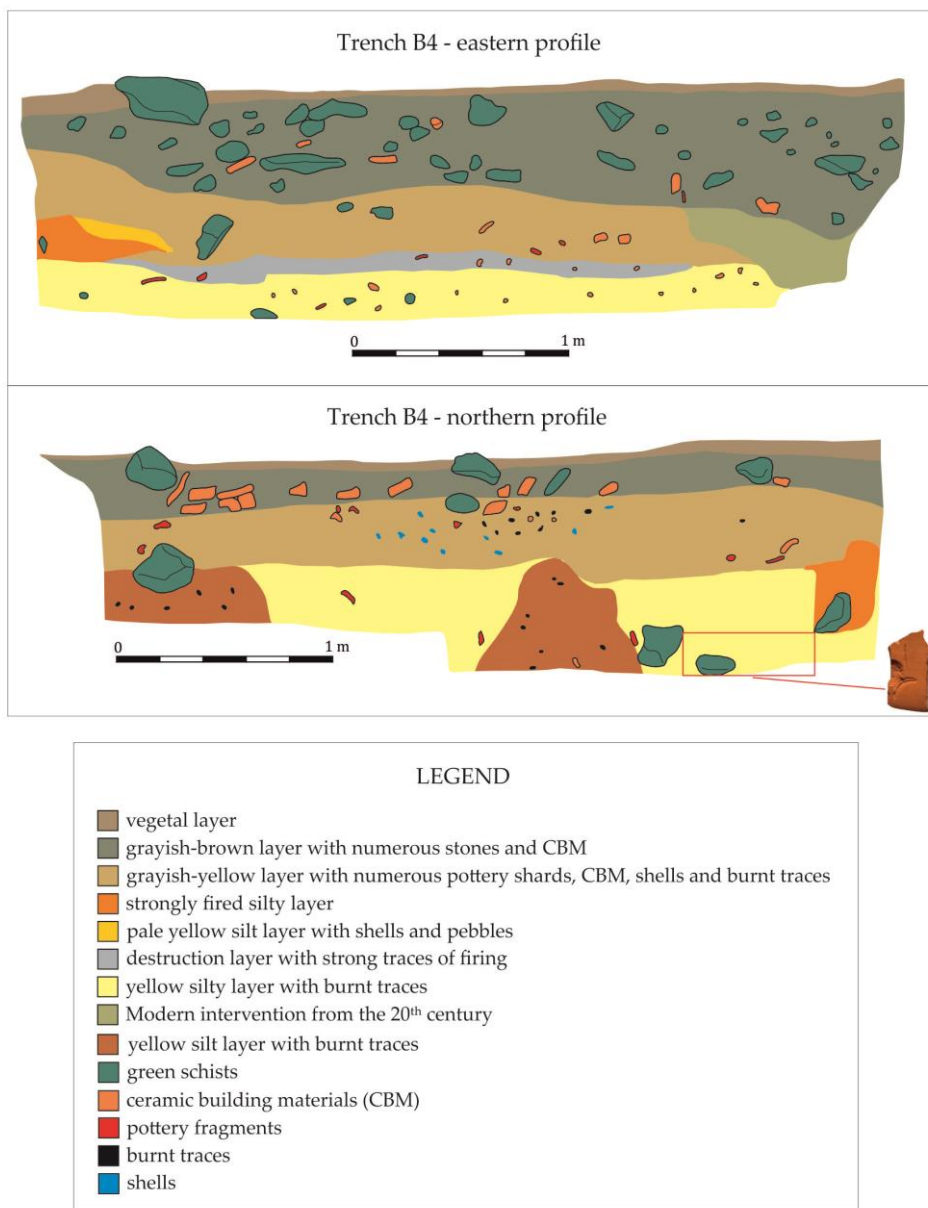 Trench B4 - eastern profile
0 1 m
Trench B4 - northern profile
0 1 m
LEGEND
vegetal layer
grayish-brown layer with numerous stones and CBM
grayish-yellow layer with numerous pottery shards, CBM, shells and burnt traces
strongly fired silty layer
pale yellow silt layer with shells and pebbles
destruction layer with strong traces of firing
yellow silty layer with burnt traces
Modern intervention from the 20th century
yellow silt layer with burnt traces
green schists
ceramic building materials (CBM)
pottery fragments
burnt traces
shells